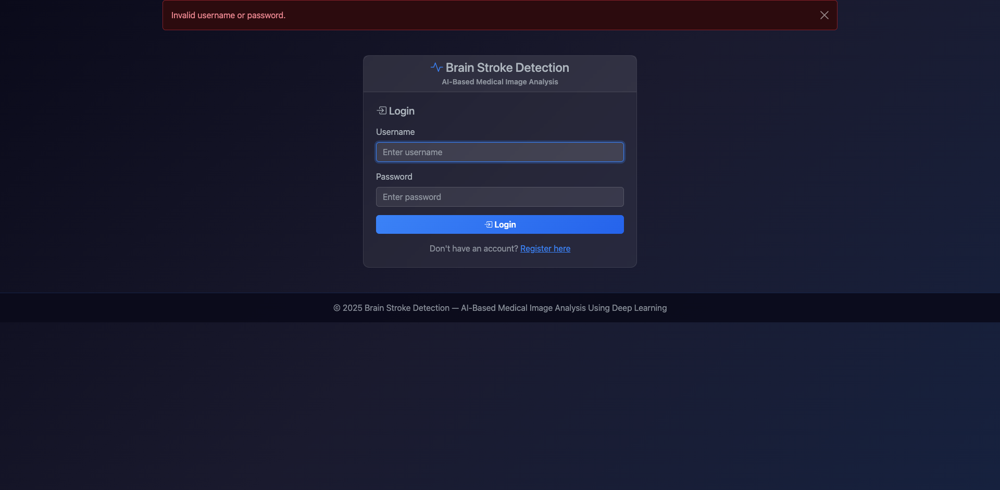 Invalid username or password.
Brain Stroke Detection
AI-Based Medical Image Analysis
Login
Username
Enter username
Password
Enter password
Login
Don't have an account? Register here
© 2025 Brain Stroke Detection — AI-Based Medical Image Analysis Using Deep Learning